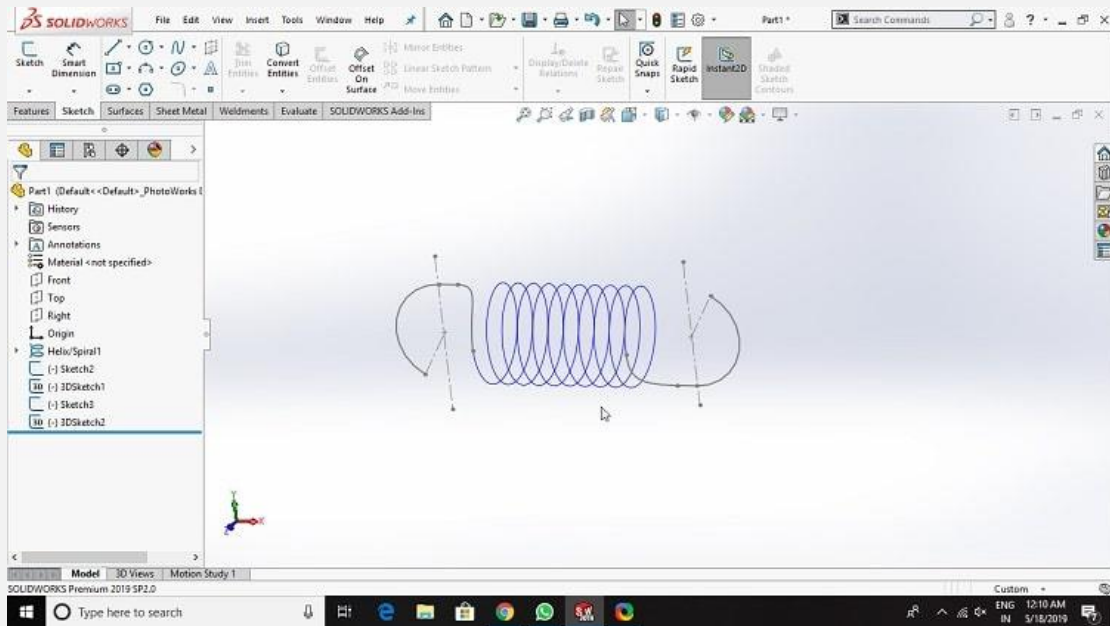 SOLIDWORKS File Edit View Insert Tools Window Help Part1 * Search Commands ?
Sketch Smart Dimension Trim Entities Convert Entities Offset Entities Offset On Surface Mirror Entities Linear Sketch Pattern Move Entities Display/Delete Relations Repair Sketch Quick Snaps Rapid Sketch Instant2D Shaded Sketch Contours
Features Sketch Surfaces Sheet Metal Weldments Evaluate SOLIDWORKS Add-Ins
Part1 (Default<<Default>_PhotoWorks D
History
Sensors
Annotations
Material <not specified>
Front
Top
Right
Origin
Helix/Spiral1
(-) Sketch2
3D (-) 3DSketch1
(-) Sketch3
3D (-) 3DSketch2
Y
Z X
Model 3D Views Motion Study 1
SOLIDWORKS Premium 2019 SP2.0 Custom
Type here to search ENG 12:10 AM
IN 5/18/2019